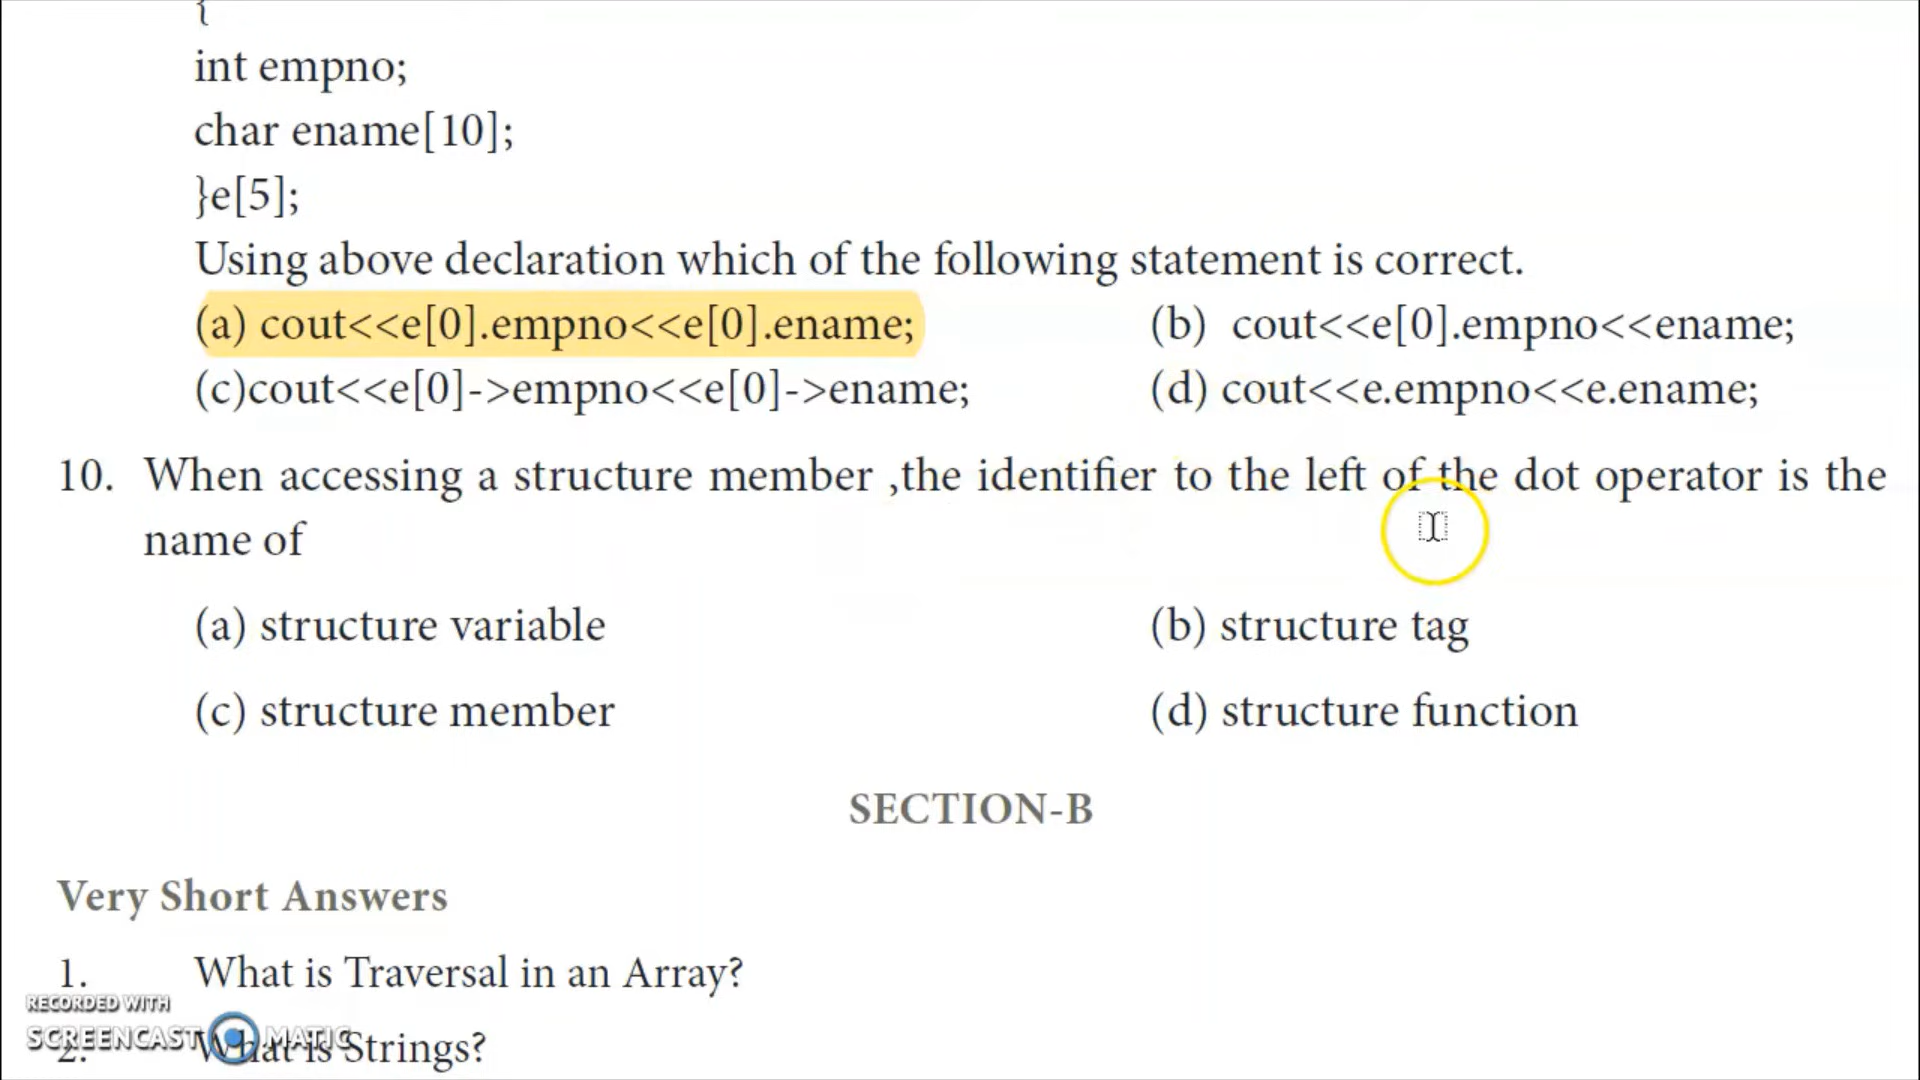 {
int empno;
char ename[10];
}e[5];
Using above declaration which of the following statement is correct.
(a) cout<<e[0].empno<<e[0].ename; (b) cout<<e[0].empno<<ename;
(c)cout<<e[0]->empno<<e[0]->ename; (d) cout<<e.empno<<e.ename;
10. When accessing a structure member ,the identifier to the left of the dot operator is the
name of
(a) structure variable (b) structure tag
(c) structure member (d) structure function
SECTION-B
Very Short Answers
1. What is Traversal in an Array?
RECORDED WITH
SCREENCAST MATIC
2. What is Strings?